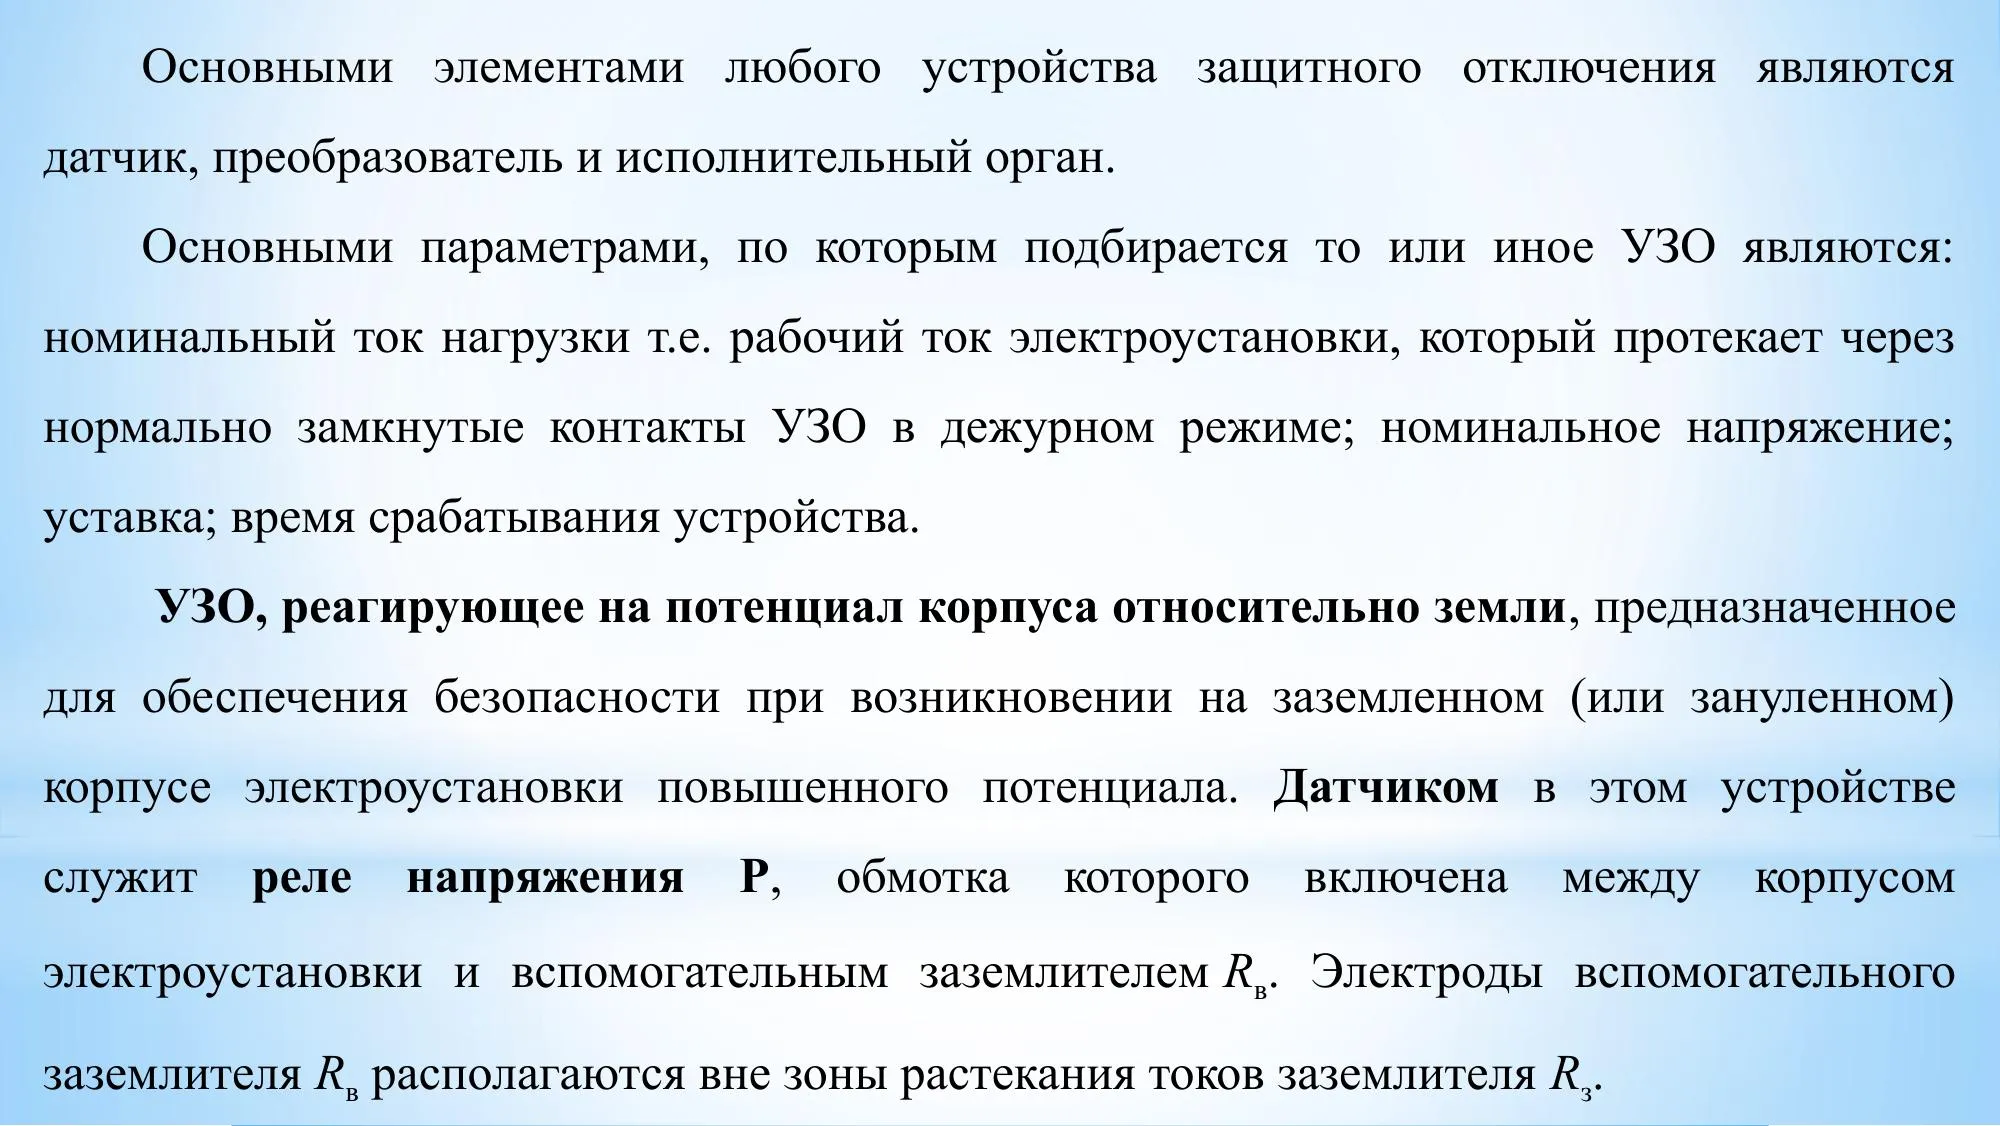 Основными элементами любого устройства защитного отключения являются
датчик, преобразователь и исполнительный орган.
Основными параметрами, по которым подбирается то или иное УЗО являются:
номинальный ток нагрузки т.е. рабочий ток электроустановки, который протекает через
нормально замкнутые контакты УЗО в дежурном режиме; номинальное напряжение;
уставка; время срабатывания устройства.
УЗО, реагирующее на потенциал корпуса относительно земли, предназначенное
для обеспечения безопасности при возникновении на заземленном (или зануленном)
корпусе электроустановки повышенного потенциала. Датчиком в этом устройстве
служит реле напряжения Р, обмотка которого включена между корпусом
электроустановки и вспомогательным заземлителем Rв. Электроды вспомогательного
заземлителя Rв располагаются вне зоны растекания токов заземлителя Rз.